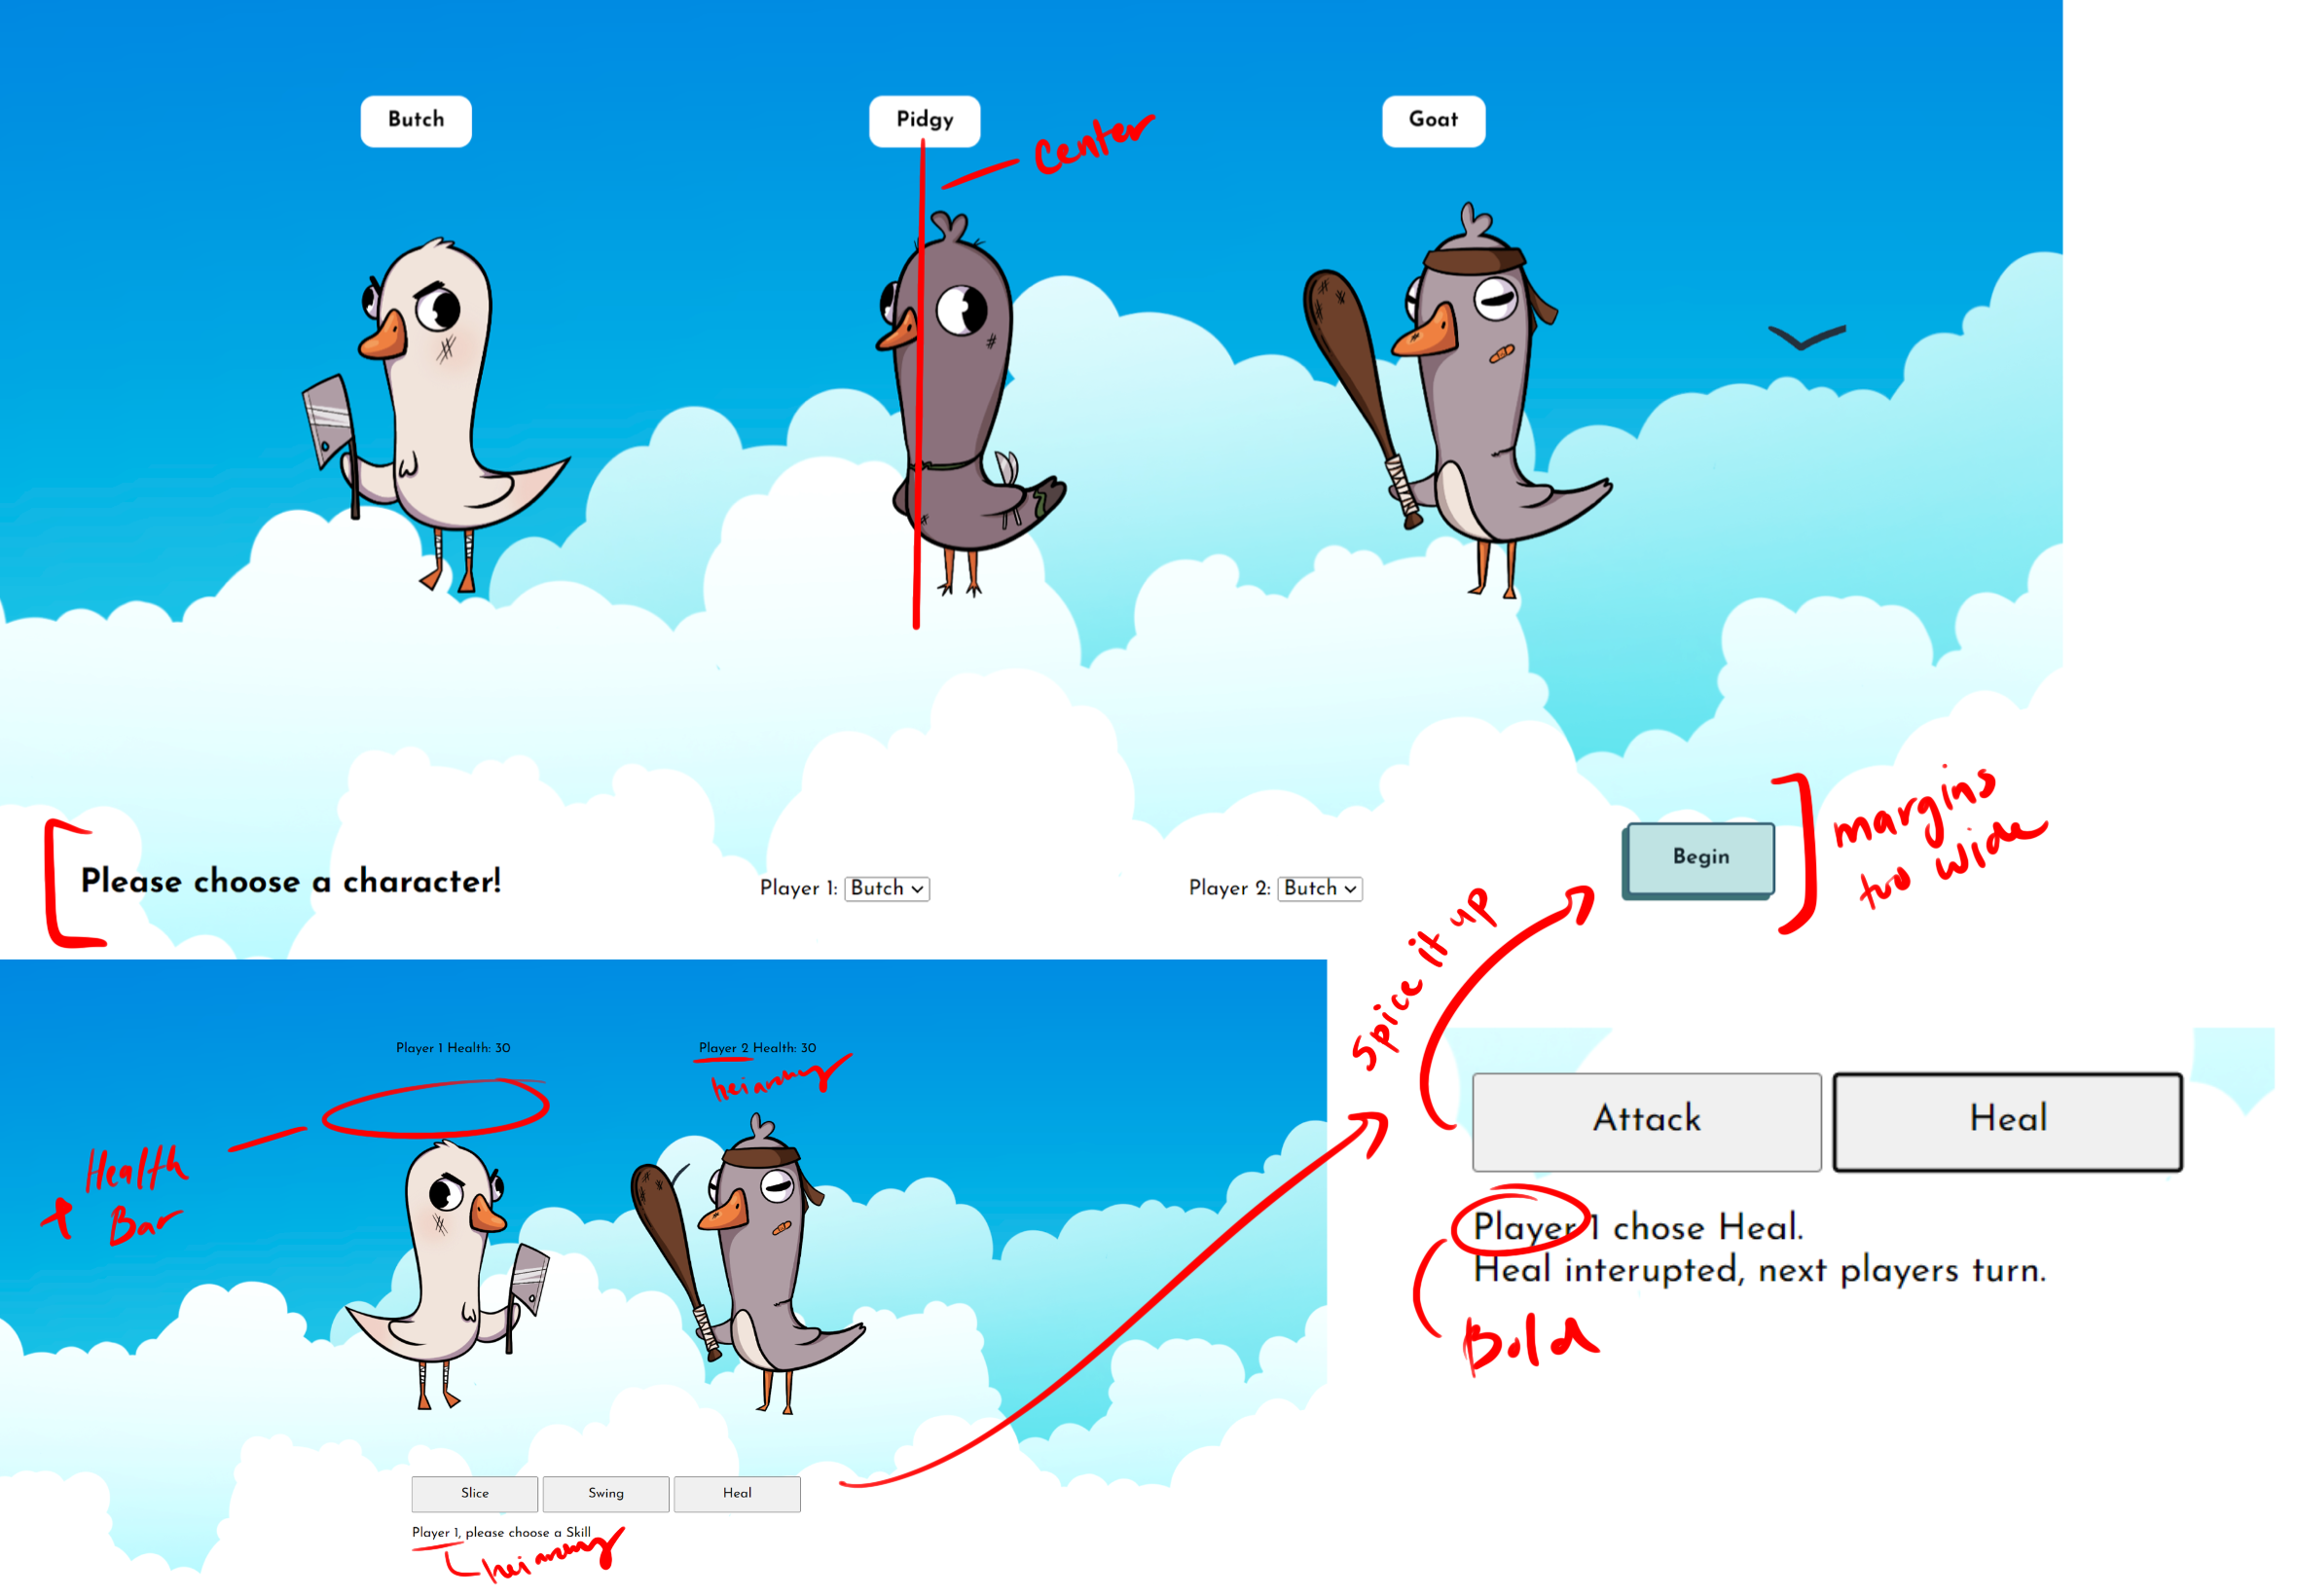 Butch
Pidgy
Goat
Center
Please choose a character!
Player 1: Butch
Player 2: Butch
Begin
margins
too wide
Spice it up
Player 1 Health: 30
Player 2 Health: 30
heirarchy
+ Health
Bar
Attack
Heal
Player 1 chose Heal.
Heal interupted, next players turn.
Bold
Slice
Swing
Heal
Player 1, please choose a Skill
heirarchy